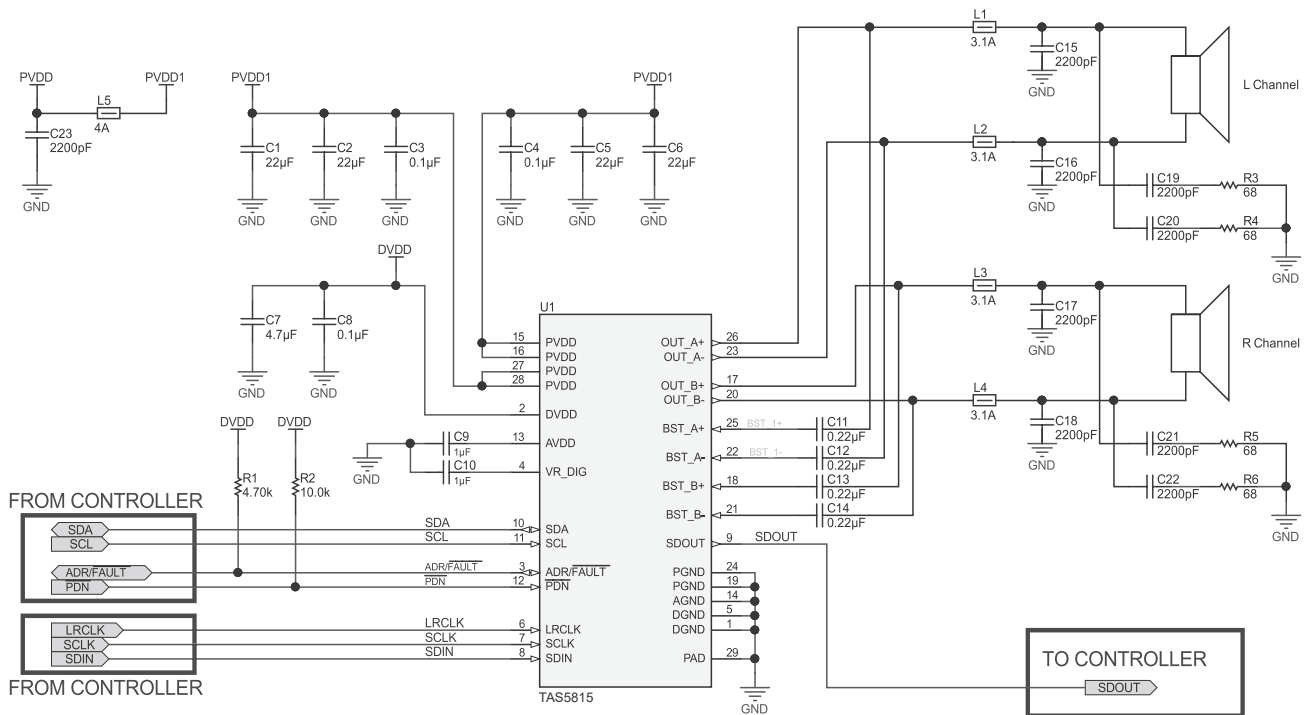 PVDD
PVDD1
L5
4A
C23
2200pF
GND
PVDD1
C1
22µF
C2
22µF
C3
0.1µF
GND
GND
GND
PVDD1
C4
0.1µF
C5
22µF
C6
22µF
GND
GND
GND
DVDD
C7
4.7µF
C8
0.1µF
GND
GND
L1
3.1A
C15
2200pF
GND
L Channel
L2
3.1A
C16
2200pF
GND
C19
2200pF
R3
68
C20
2200pF
R4
68
GND
L3
3.1A
C17
2200pF
GND
R Channel
L4
3.1A
C18
2200pF
GND
C21
2200pF
R5
68
C22
2200pF
R6
68
GND
U1
15 PVDD
16 PVDD
27 PVDD
28 PVDD
2 DVDD
13 AVDD
4 VR_DIG
10 SDA
11 SCL
3 ADR/FAULT
12 PDN
6 LRCLK
7 SCLK
8 SDIN
OUT_A+ 26
OUT_A- 23
OUT_B+ 17
OUT_B- 20
BST_A+ 25 BST_1+
BST_A- 22 BST_1-
BST_B+ 18
BST_B- 21
SDOUT 9 SDOUT
PGND 24
PGND 19
AGND 14
DGND 5
DGND 1
PAD 29
TAS5815
GND
C11
0.22µF
C12
0.22µF
C13
0.22µF
C14
0.22µF
C9
1µF
C10
1µF
GND
DVDD
DVDD
R1
4.70k
R2
10.0k
FROM CONTROLLER
SDA
SCL
ADR/FAULT
PDN
SDA
SCL
ADR/FAULT
PDN
LRCLK
SCLK
SDIN
LRCLK
SCLK
SDIN
FROM CONTROLLER
TO CONTROLLER
SDOUT